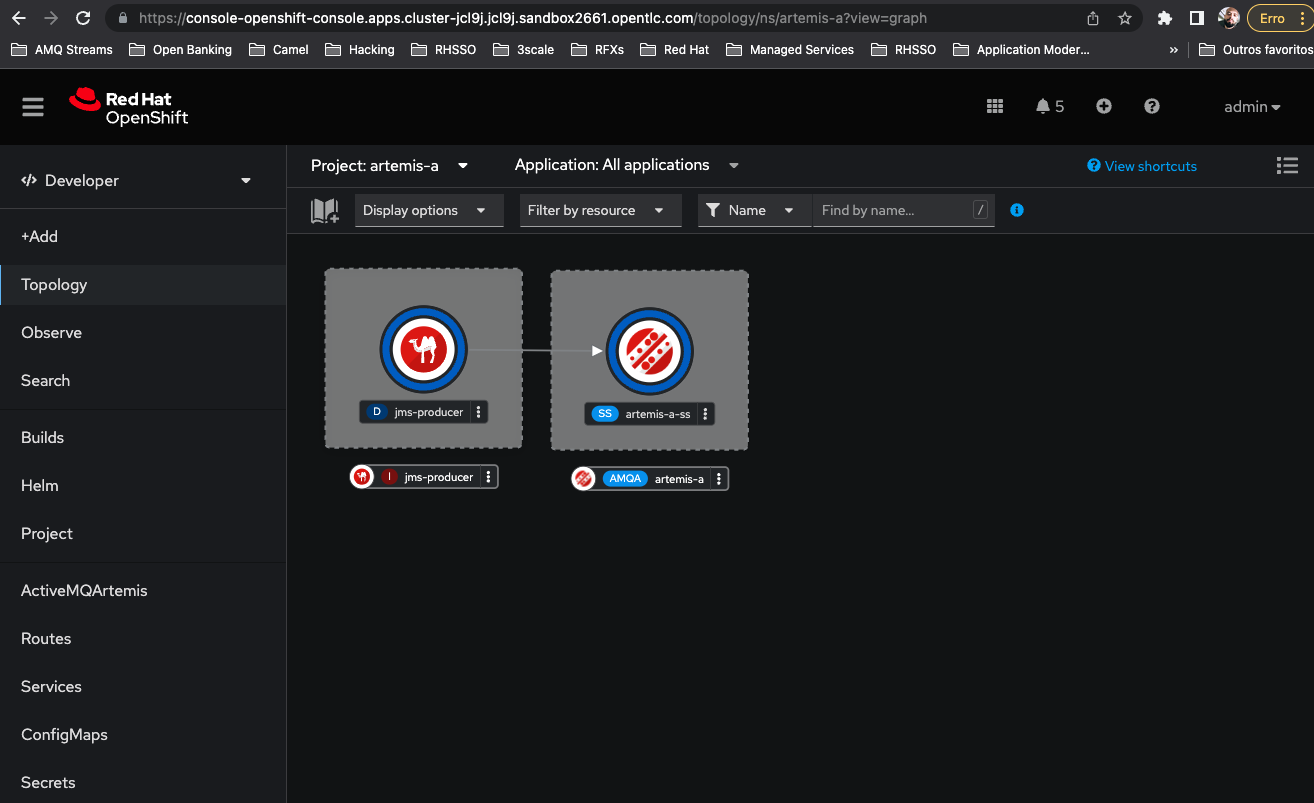 https://console-openshift-console.apps.cluster-jcl9j.jcl9j.sandbox2661.opentlc.com/topology/ns/artemis-a?view=graph Erro
AMQ Streams Open Banking Camel Hacking RHSSO 3scale RFXs Red Hat Managed Services RHSSO Application Moder... » Outros favoritos
Red Hat
OpenShift
5 admin
Developer
+Add
Topology
Observe
Search
Builds
Helm
Project
ActiveMQArtemis
Routes
Services
ConfigMaps
Secrets
Project: artemis-a Application: All applications View shortcuts
Display options Filter by resource Name Find by name... /
D jms-producer
SS artemis-a-ss
I jms-producer
AMQA artemis-a